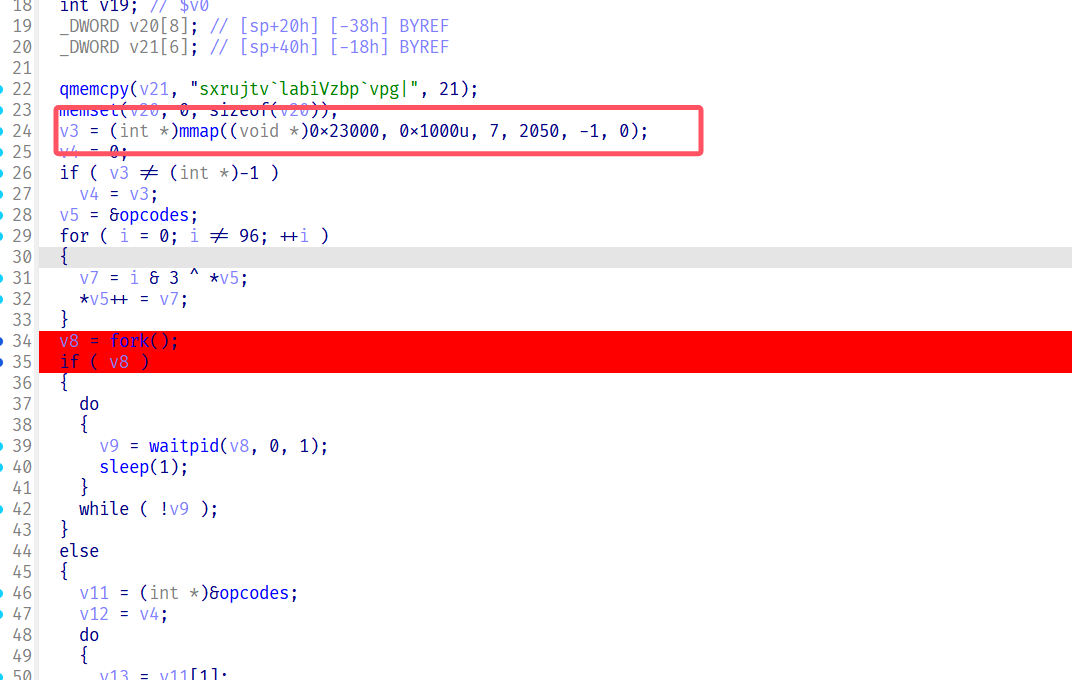 18 int v19; // $v0
19 _DWORD v20[8]; // [sp+20h] [-38h] BYREF
20 _DWORD v21[6]; // [sp+40h] [-18h] BYREF
21
22 qmemcpy(v21, "sxrujtv`labiVzbp`vpg|", 21);
23 memset(v20, 0, sizeof(v20));
24 v3 = (int *)mmap((void *)0×23000, 0×1000u, 7, 2050, -1, 0);
25 v4 = 0;
26 if ( v3 ≠ (int *)-1 )
27 v4 = v3;
28 v5 = &opcodes;
29 for ( i = 0; i ≠ 96; ++i )
30 {
31 v7 = i & 3 ^ *v5;
32 *v5++ = v7;
33 }
34 v8 = fork();
35 if ( v8 )
36 {
37 do
38 {
39 v9 = waitpid(v8, 0, 1);
40 sleep(1);
41 }
42 while ( !v9 );
43 }
44 else
45 {
46 v11 = (int *)&opcodes;
47 v12 = v4;
48 do
49 {
50 v13 = v11[1];